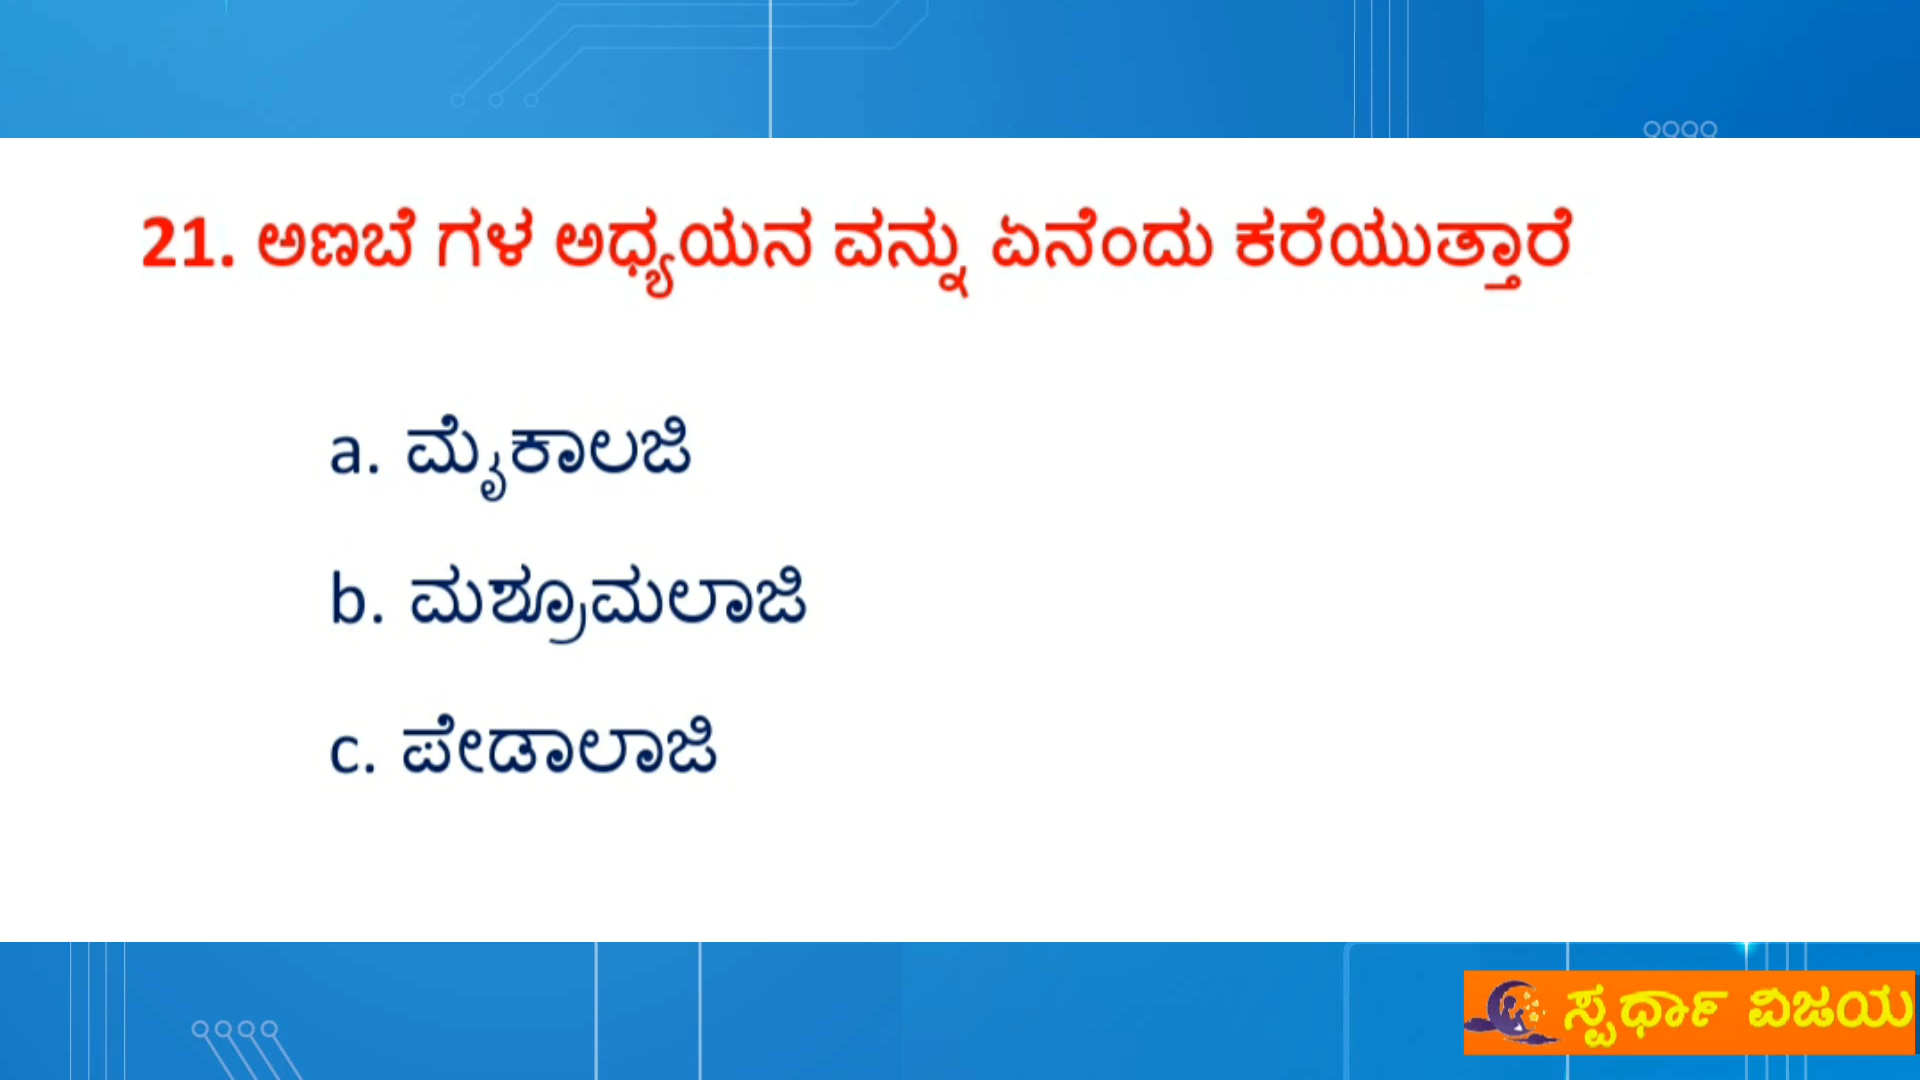 21. ಅಣಬೆ ಗಳ ಅಧ್ಯಯನ ವನ್ನು ಏನೆಂದು ಕರೆಯುತ್ತಾರೆ
a. ಮೈಕಾಲಜಿ
b. ಮಶ್ರೂಮಲಾಜಿ
c. ಪೇಡಾಲಾಜಿ
ಸ್ಪರ್ಧಾ ವಿಜಯ